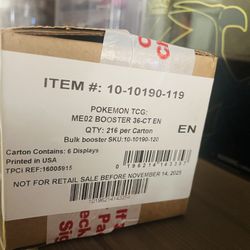 ITEM #: 10-10190-119
POKEMON TCG:
ME02 BOOSTER 36-CT EN
QTY: 216 per Carton
Bulk booster SKU:10-10190-120
EN
Carton Contains: 6 Displays
Printed in USA
TPCI REF:16005915
NOT FOR RETAIL SALE BEFORE NOVEMBER 14, 2025